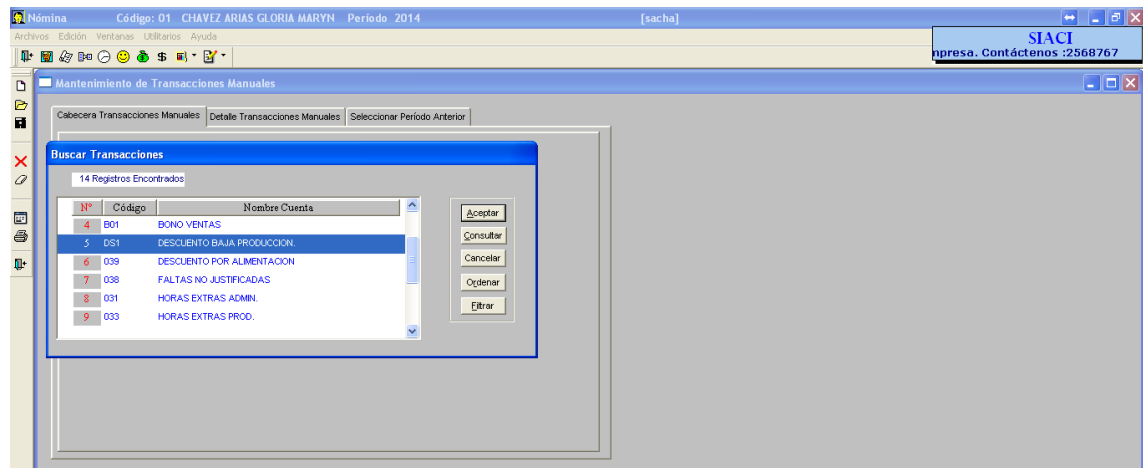 Nómina Código: 01 CHAVEZ ARIAS GLORIA MARYN Período 2014 [sacha]
Archivos Edición Ventanas Utilitarios Ayuda
SIACI
mpresa. Contáctenos :2568767
Mantenimiento de Transacciones Manuales
Cabecera Transacciones Manuales Detalle Transacciones Manuales Seleccionar Período Anterior
Buscar Transacciones
14 Registros Encontrados
Nº Código Nombre Cuenta
4 B01 BONO VENTAS
5 DS1 DESCUENTO BAJA PRODUCCION.
6 039 DESCUENTO POR ALIMENTACION
7 038 FALTAS NO JUSTIFICADAS
8 031 HORAS EXTRAS ADMIN.
9 033 HORAS EXTRAS PROD.
Aceptar
Consultar
Cancelar
Ordenar
Filtrar